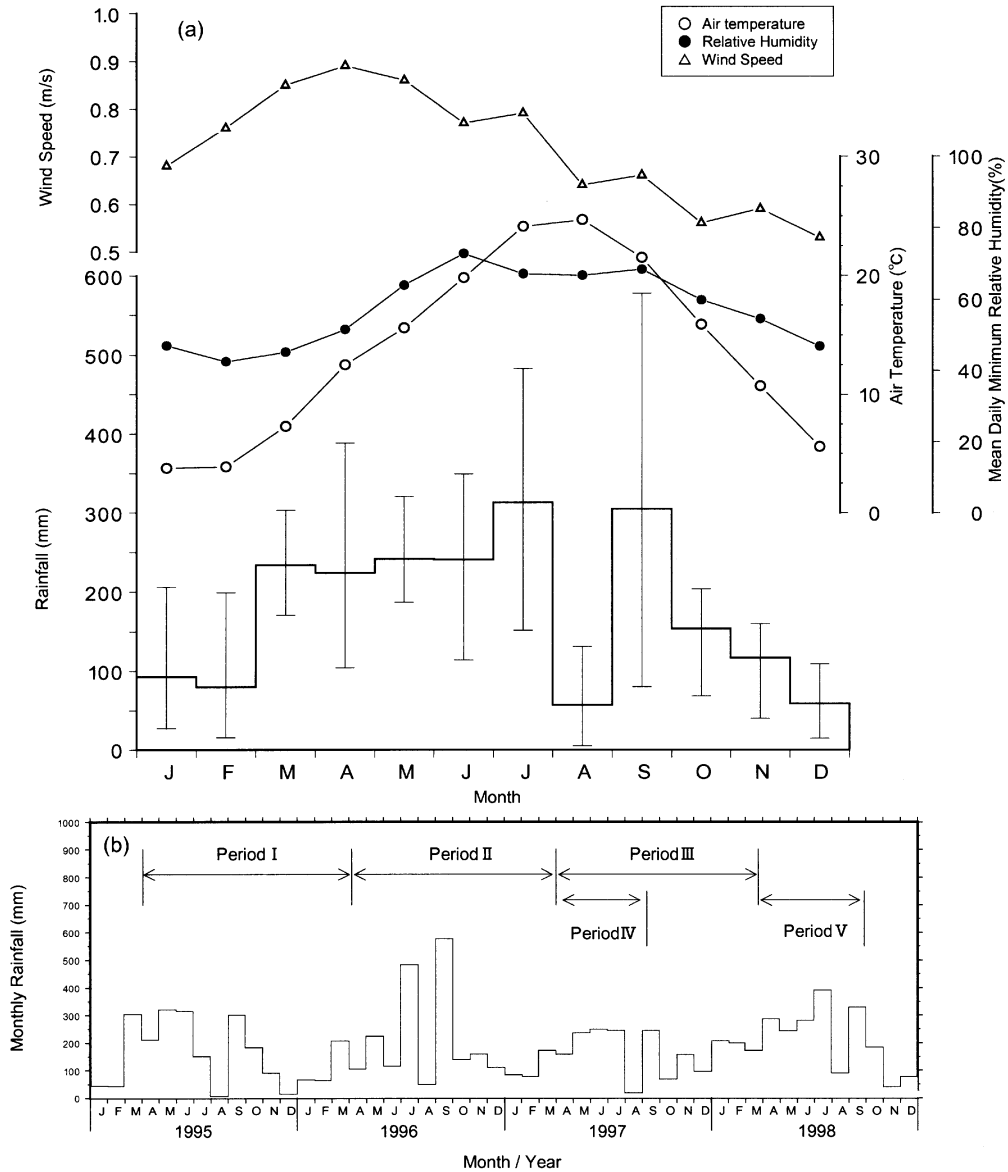 (a)
Air temperature
Relative Humidity
Wind Speed
Wind Speed (m/s)
1.0
0.9
0.8
0.7
0.6
0.5
Rainfall (mm)
600
500
400
300
200
100
0
Air Temperature (°C)
30
20
10
0
Mean Daily Minimum Relative Humidity(%)
100
80
60
40
20
0
J F M A M J J A S O N D
Month
(b)
Monthly Rainfall (mm)
1000
900
800
700
600
500
400
300
200
100
0
Period I
Period II
Period III
Period IV
Period V
J F M A M J J A S O N D J F M A M J J A S O N D J F M A M J J A S O N D J F M A M J J A S O N D
1995 1996 1997 1998
Month / Year